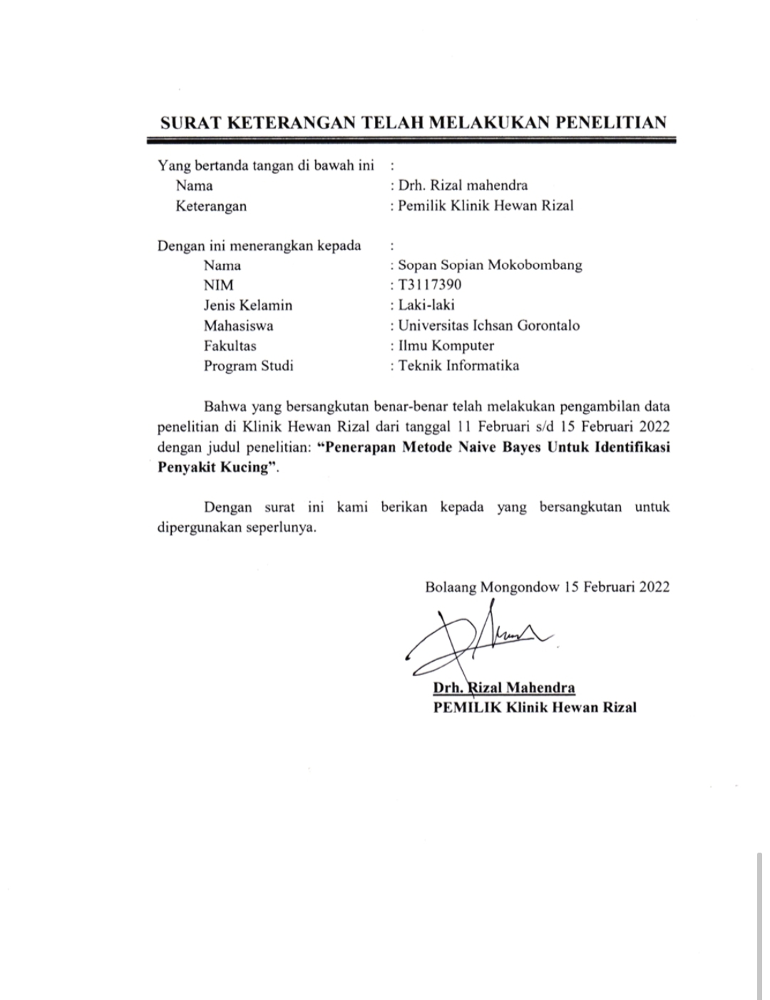 SURAT KETERANGAN TELAH MELAKUKAN PENELITIAN
Yang bertanda tangan di bawah ini :
Nama : Drh. Rizal mahendra
Keterangan : Pemilik Klinik Hewan Rizal
Dengan ini menerangkan kepada :
Nama : Sopan Sopian Mokobombang
NIM : T3117390
Jenis Kelamin : Laki-laki
Mahasiswa : Universitas Ichsan Gorontalo
Fakultas : Ilmu Komputer
Program Studi : Teknik Informatika
Bahwa yang bersangkutan benar-benar telah melakukan pengambilan data
penelitian di Klinik Hewan Rizal dari tanggal 11 Februari s/d 15 Februari 2022
dengan judul penelitian: “Penerapan Metode Naive Bayes Untuk Identifikasi
Penyakit Kucing”.
Dengan surat ini kami berikan kepada yang bersangkutan untuk
dipergunakan seperlunya.
Bolaang Mongondow 15 Februari 2022
Drh. Rizal Mahendra
PEMILIK Klinik Hewan Rizal